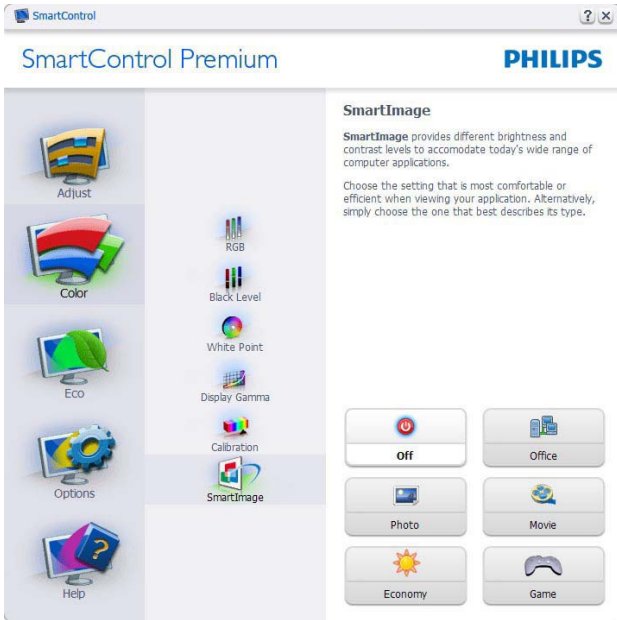 SmartControl
SmartControl Premium
PHILIPS
Adjust
Color
Eco
Options
Help
RGB
Black Level
White Point
Display Gamma
Calibration
SmartImage
SmartImage
SmartImage provides different brightness and
contrast levels to accomodate today's wide range of
computer applications.
Choose the setting that is most comfortable or
efficient when viewing your application. Alternatively,
simply choose the one that best describes its type.
Off
Office
Photo
Movie
Economy
Game